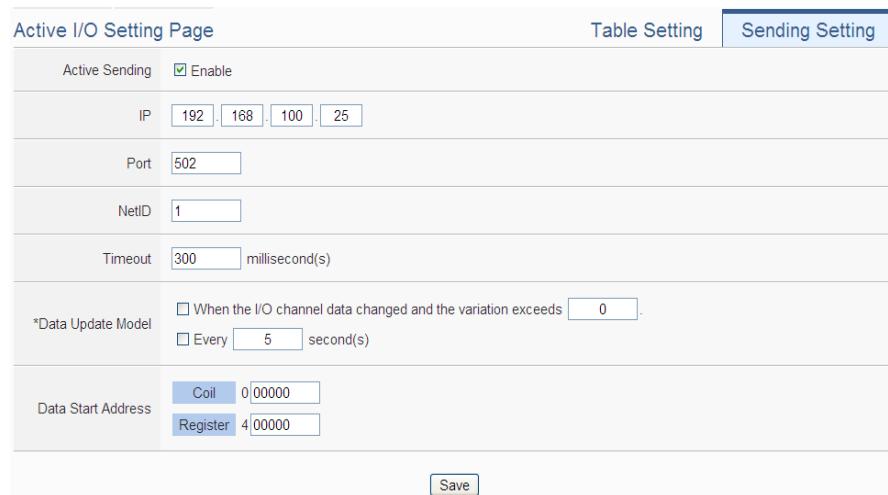 Active I/O Setting Page Table Setting Sending Setting
Active Sending Enable
IP 192 . 168 . 100 . 25
Port 502
NetID 1
Timeout 300 millisecond(s)
*Data Update Model
When the I/O channel data changed and the variation exceeds 0 .
Every 5 second(s)
Data Start Address
Coil 0 00000
Register 4 00000
Save